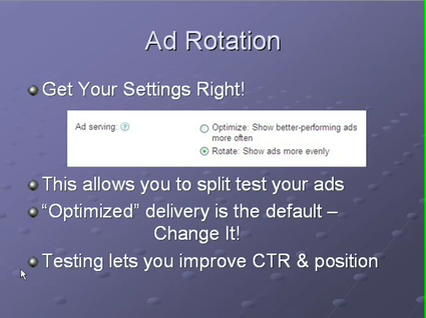 Ad Rotation
Get Your Settings Right!
Ad serving: ?
Optimize: Show better-performing ads
more often
Rotate: Show ads more evenly
This allows you to split test your ads
“Optimized” delivery is the default –
Change It!
Testing lets you improve CTR & position